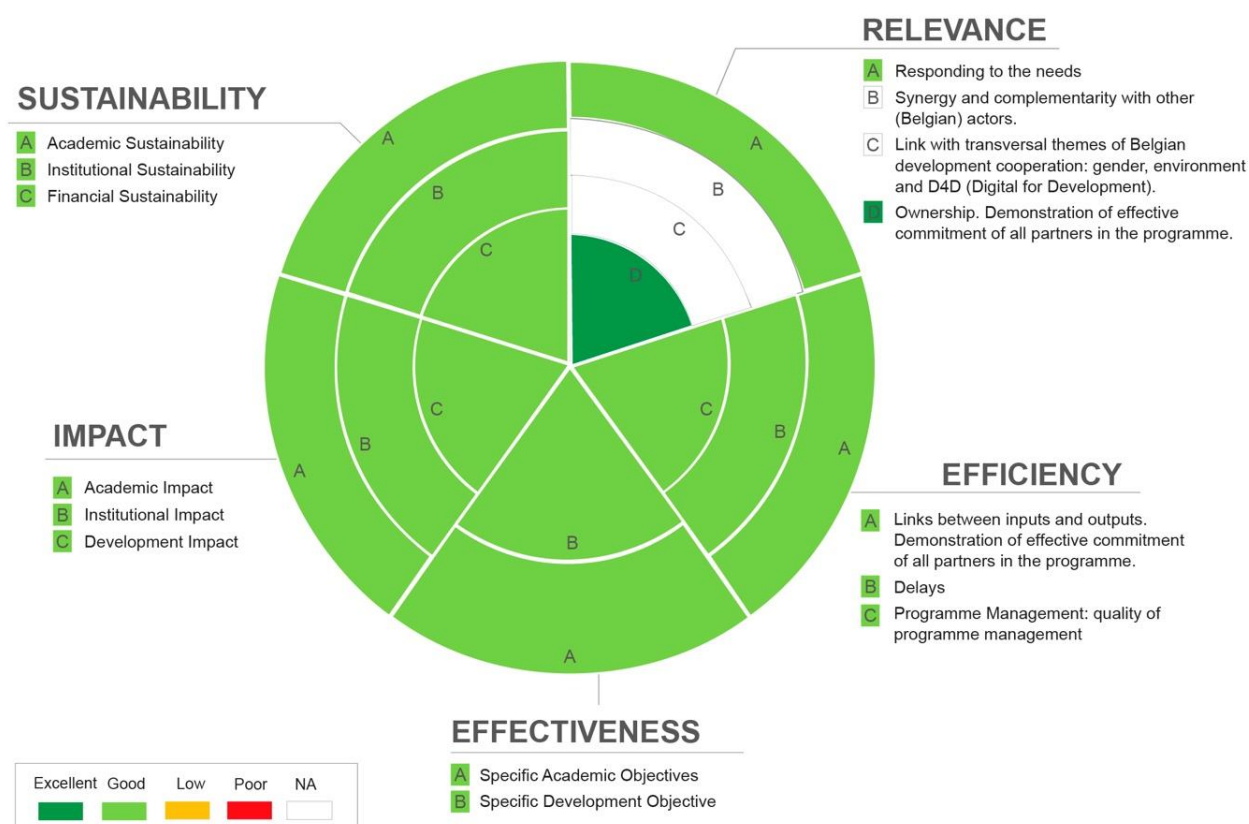 RELEVANCE
A Responding to the needs
B Synergy and complementarity with other
(Belgian) actors.
C Link with transversal themes of Belgian
development cooperation: gender, environment
and D4D (Digital for Development).
D Ownership. Demonstration of effective
commitment of all partners in the programme.
SUSTAINABILITY
A Academic Sustainability
B Institutional Sustainability
C Financial Sustainability
A
B
C
A
B
C
D
IMPACT
A Academic Impact
B Institutional Impact
C Development Impact
A
B
C
C
B
A
EFFICIENCY
A Links between inputs and outputs.
Demonstration of effective commitment
of all partners in the programme.
B Delays
C Programme Management: quality of
programme management
B
A
EFFECTIVENESS
A Specific Academic Objectives
B Specific Development Objective
Excellent Good Low Poor NA